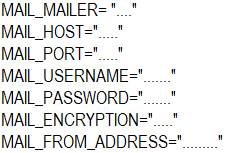 MAIL_MAILER= "...."
MAIL_HOST="....."
MAIL_PORT="....."
MAIL_USERNAME="......."
MAIL_PASSWORD="......."
MAIL_ENCRYPTION="....."
MAIL_FROM_ADDRESS="........."